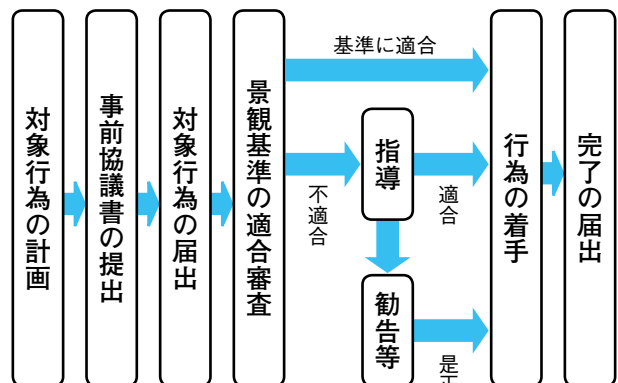 対象行為の計画
事前協議書の提出
対象行為の届出
景観基準の適合審査
基準に適合
不適合
指導
適合
勧告等
是正
行為の着手
完了の届出